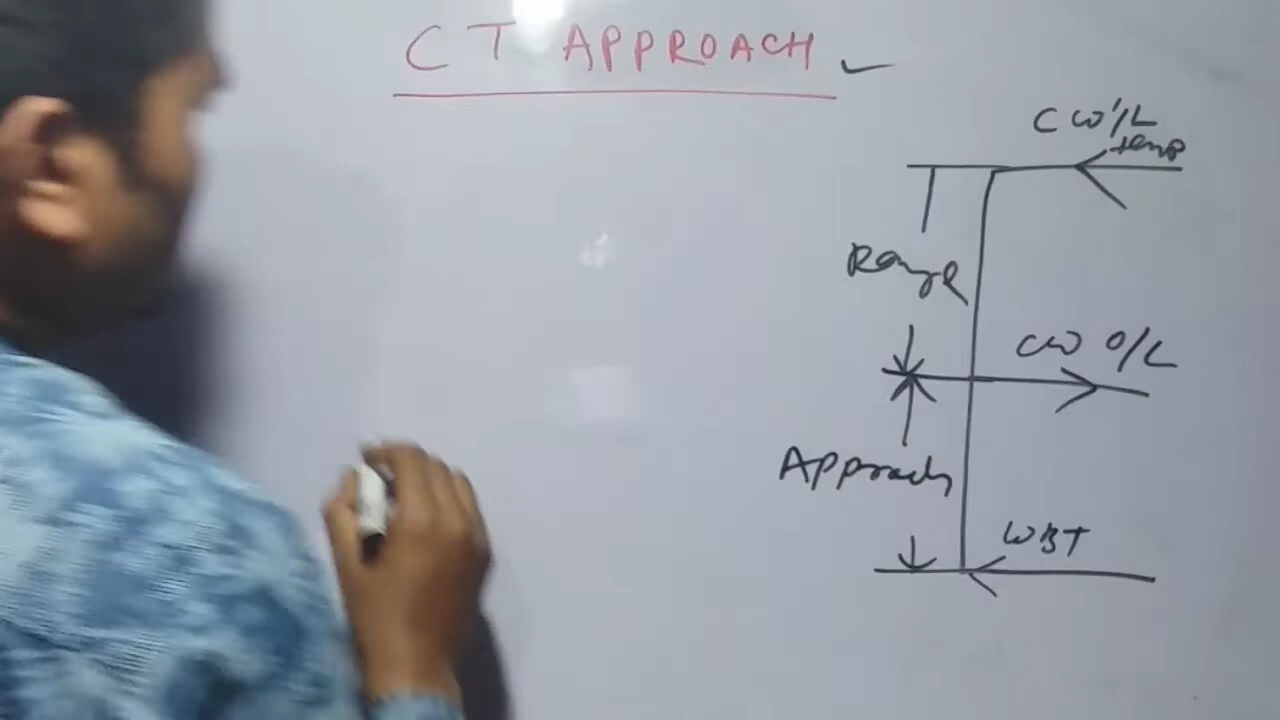 CT APPROACH
CW I/L
temp
Range
CW O/L
Approach
WBT